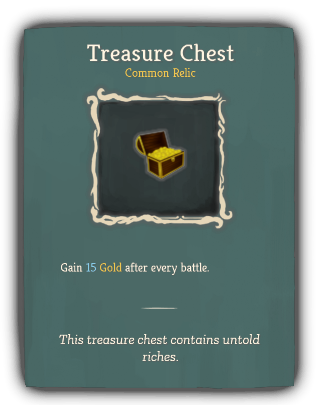 Treasure Chest
Common Relic
Gain 15 Gold after every battle.
This treasure chest contains untold
riches.